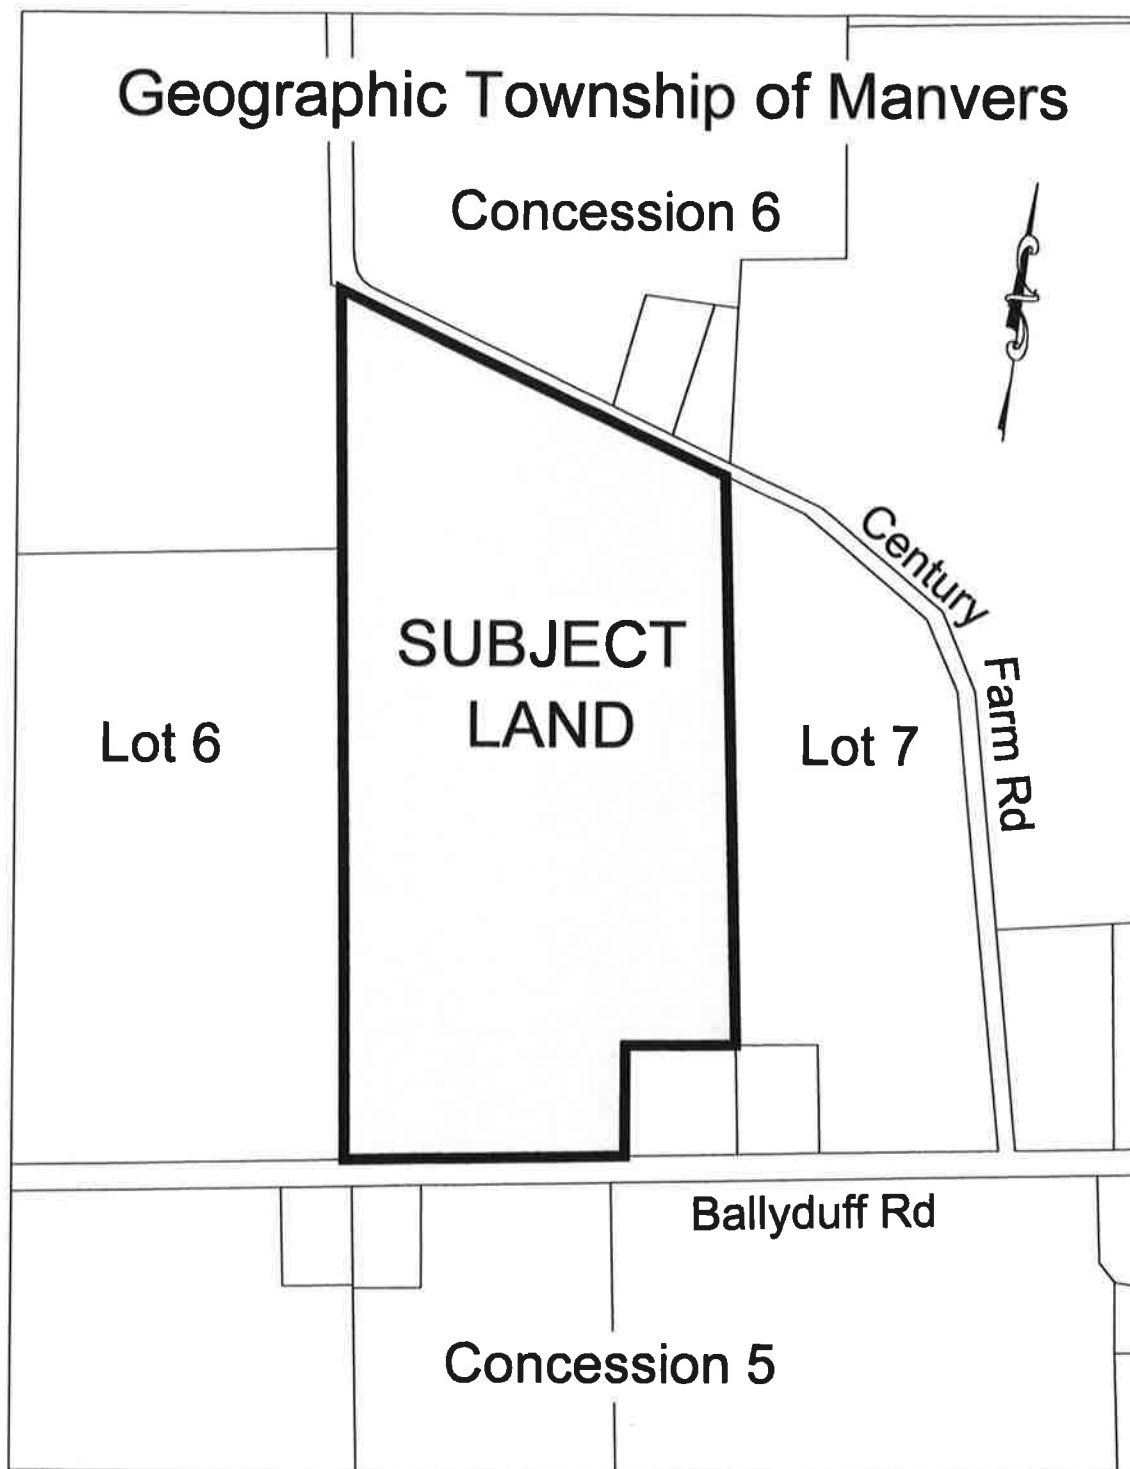 Geographic Township of Manvers
Concession 6
Century
Farm Rd
SUBJECT
LAND
Lot 6
Lot 7
Ballyduff Rd
Concession 5